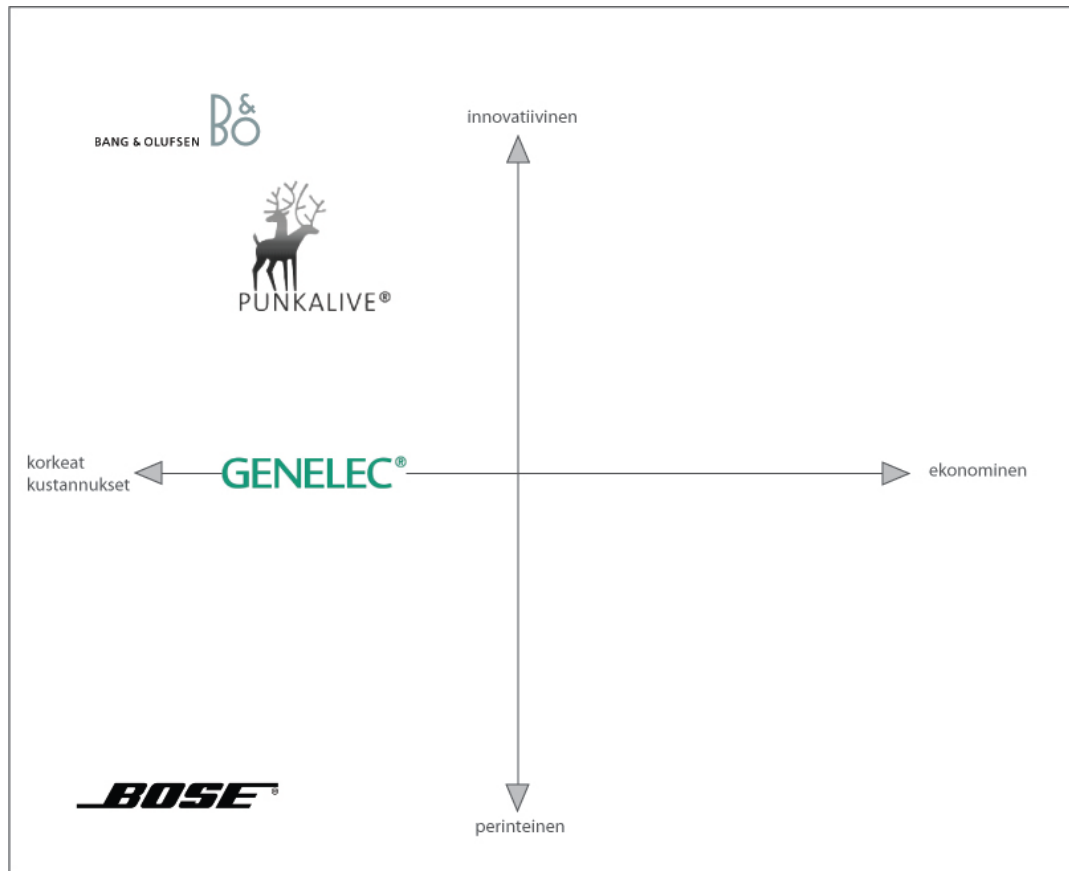 B&O
BANG & OLUFSEN
innovatiivinen
PUNKALIVE®
korkeat
kustannukset
GENELEC®
ekonominen
BOSE®
perinteinen